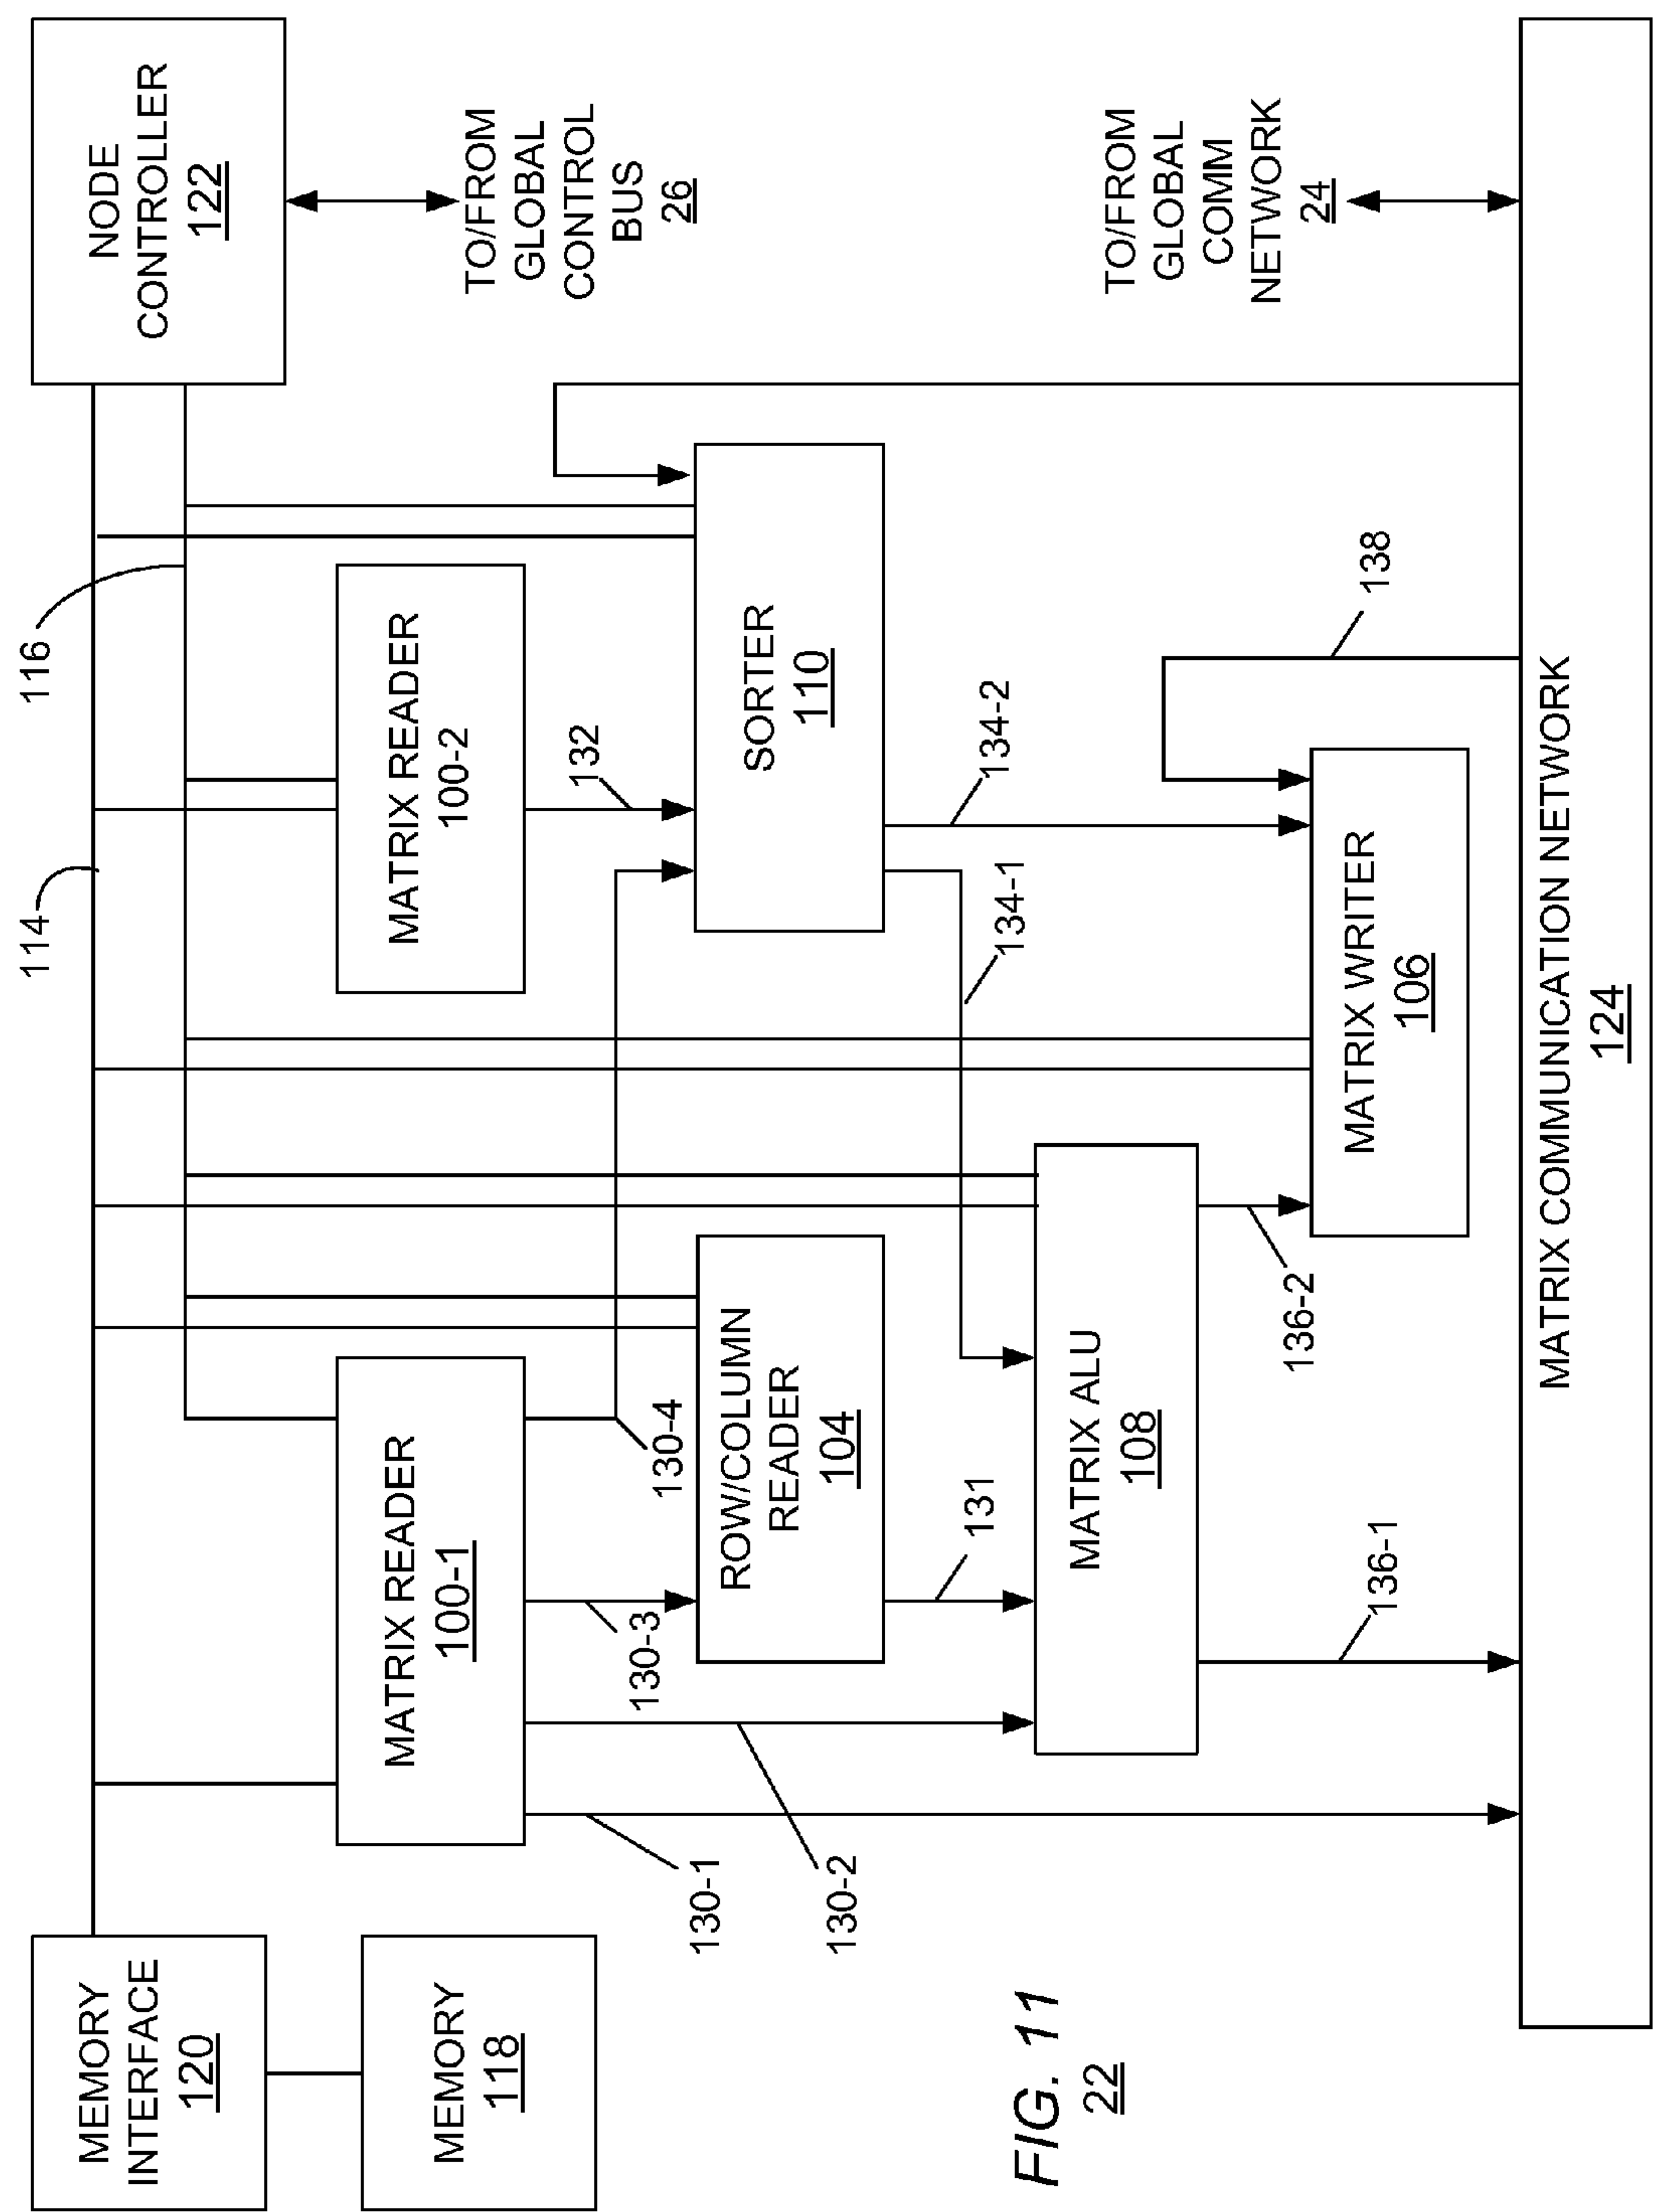 MEMORY
INTERFACE
120
MEMORY
118
114
116
NODE
CONTROLLER
122
TO/FROM
GLOBAL
CONTROL
BUS
26
MATRIX READER
100-1
MATRIX READER
100-2
130-1
130-2
130-3
130-4
132
ROW/COLUMN
READER
104
SORTER
110
131
134-1
134-2
MATRIX ALU
108
TO/FROM
GLOBAL
COMM
NETWORK
24
136-1
136-2
138
MATRIX WRITER
106
MATRIX COMMUNICATION NETWORK
124
FIG. 11
22